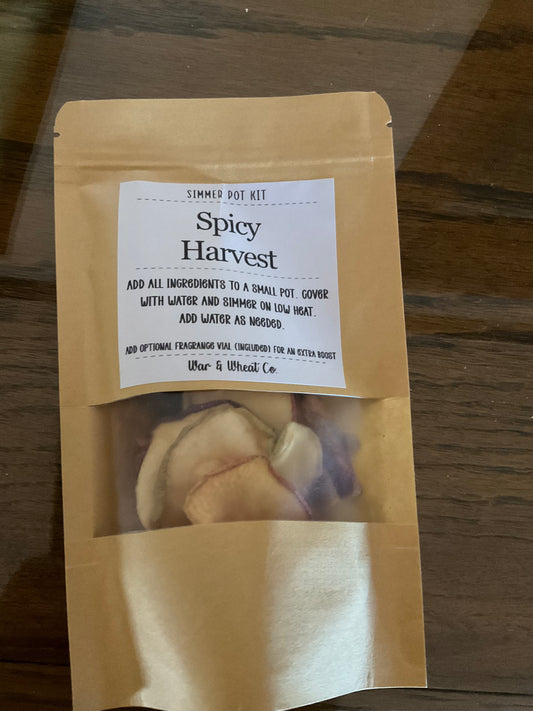 SIMMER POT KIT
Spicy
Harvest
ADD ALL INGREDIENTS TO A SMALL POT. COVER
WITH WATER AND SIMMER ON LOW HEAT.
ADD WATER AS NEEDED.
ADD OPTIONAL FRAGRANGE VIAL (INCLUDED) FOR AN EXTRA BOOST
War & Wheat Co.